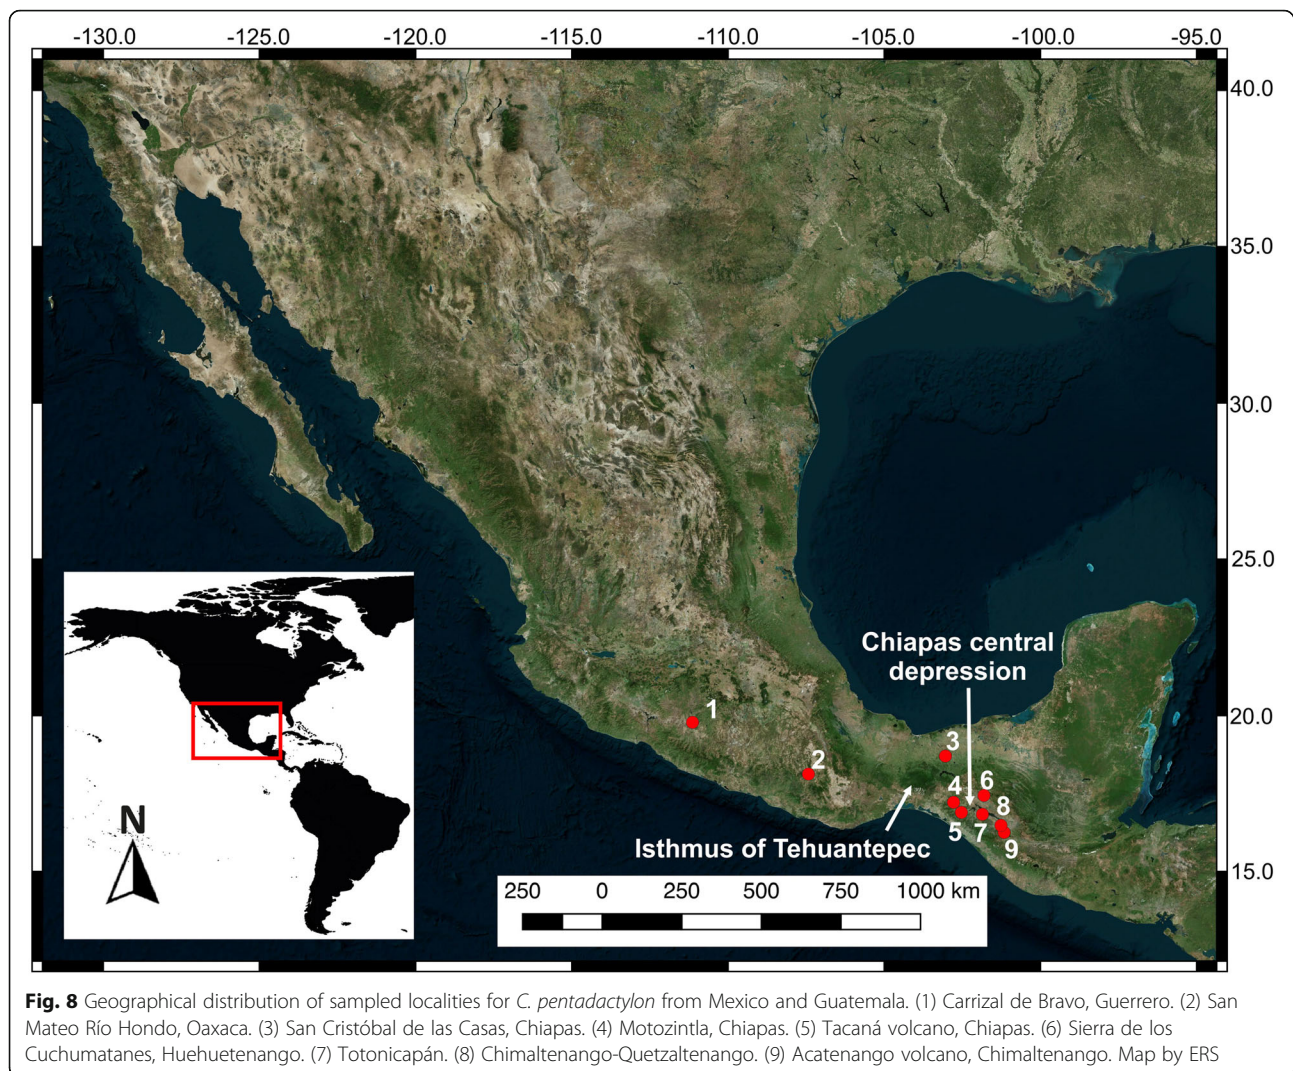 -130.0 -125.0 -120.0 -115.0 -110.0 -105.0 -100.0 -95.0
40.0
35.0
30.0
25.0
20.0
15.0
Chiapas central
depression
1
2
3
4
6
8
5
7
9
Isthmus of Tehuantepec
N
250 0 250 500 750 1000 km
Fig. 8 Geographical distribution of sampled localities for C. pentadactylon from Mexico and Guatemala. (1) Carrizal de Bravo, Guerrero. (2) San
Mateo Río Hondo, Oaxaca. (3) San Cristóbal de las Casas, Chiapas. (4) Motozintla, Chiapas. (5) Tacaná volcano, Chiapas. (6) Sierra de los
Cuchumatanes, Huehuetenango. (7) Totonicapán. (8) Chimaltenango-Quetzaltenango. (9) Acatenango volcano, Chimaltenango. Map by ERS